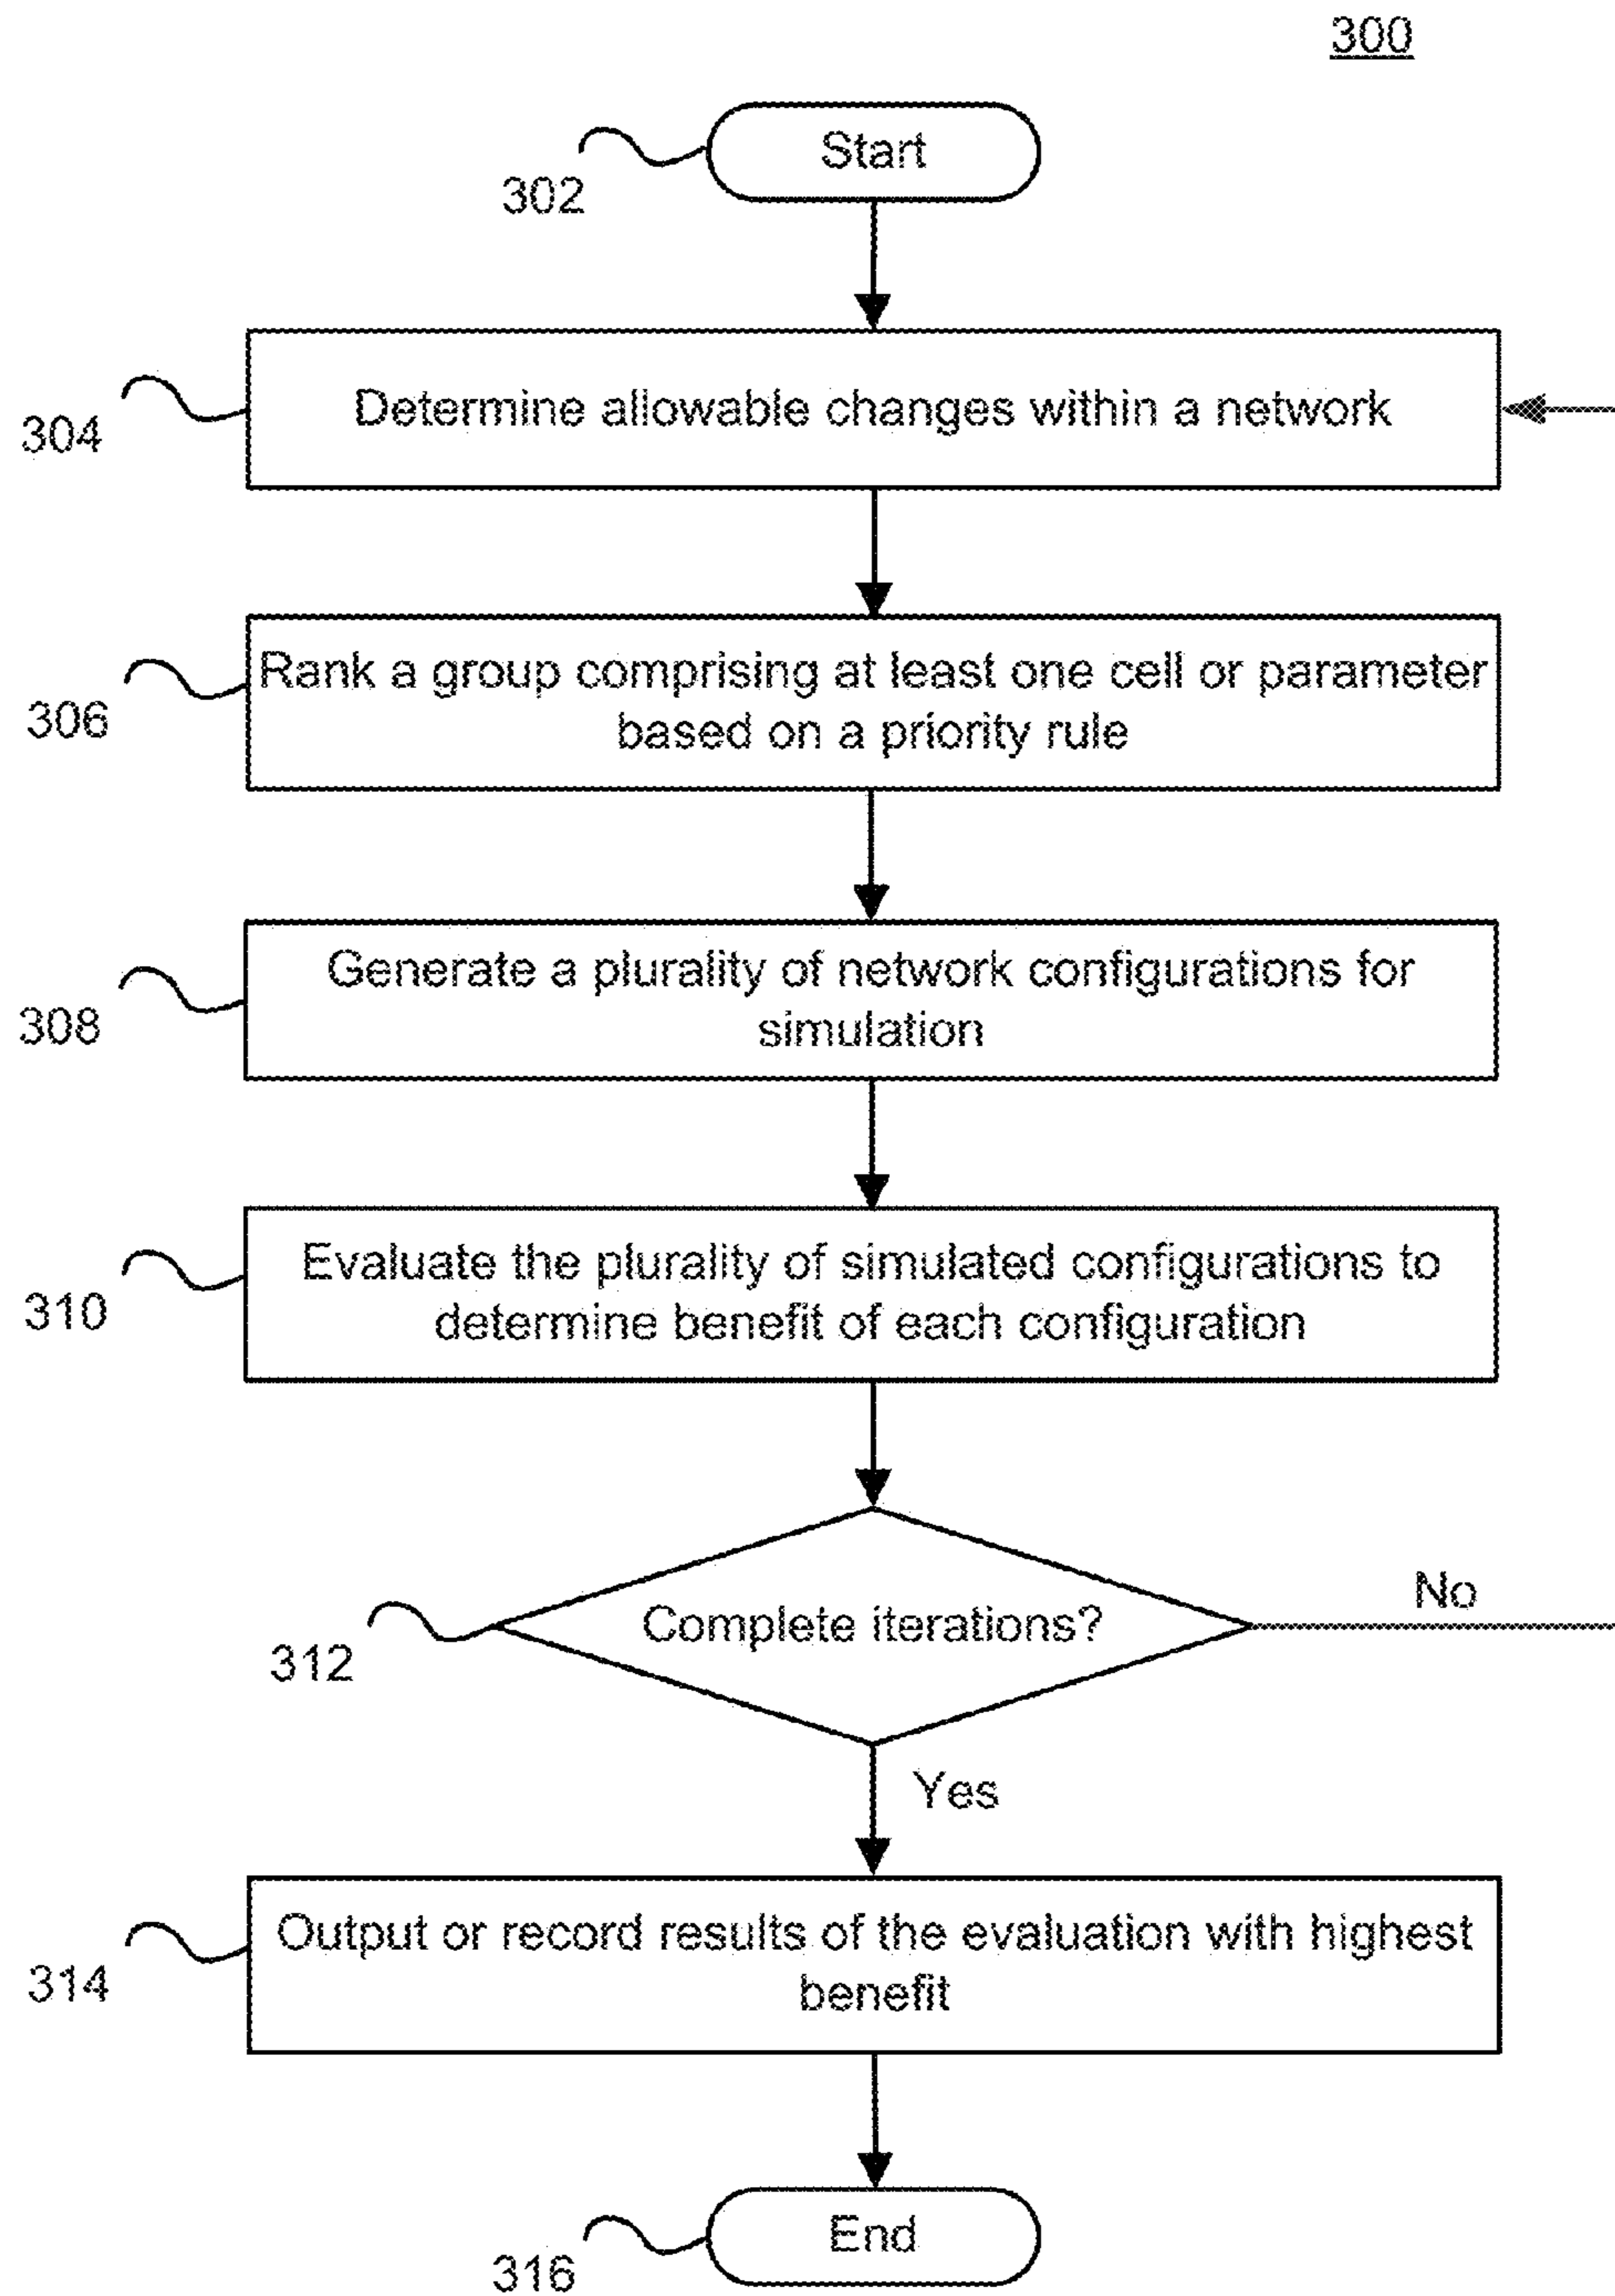 300
Start
302
Determine allowable changes within a network
304
Rank a group comprising at least one cell or parameter
based on a priority rule
306
Generate a plurality of network configurations for
simulation
308
Evaluate the plurality of simulated configurations to
determine benefit of each configuration
310
Complete iterations?
No
312
Yes
Output or record results of the evaluation with highest
benefit
314
End
316